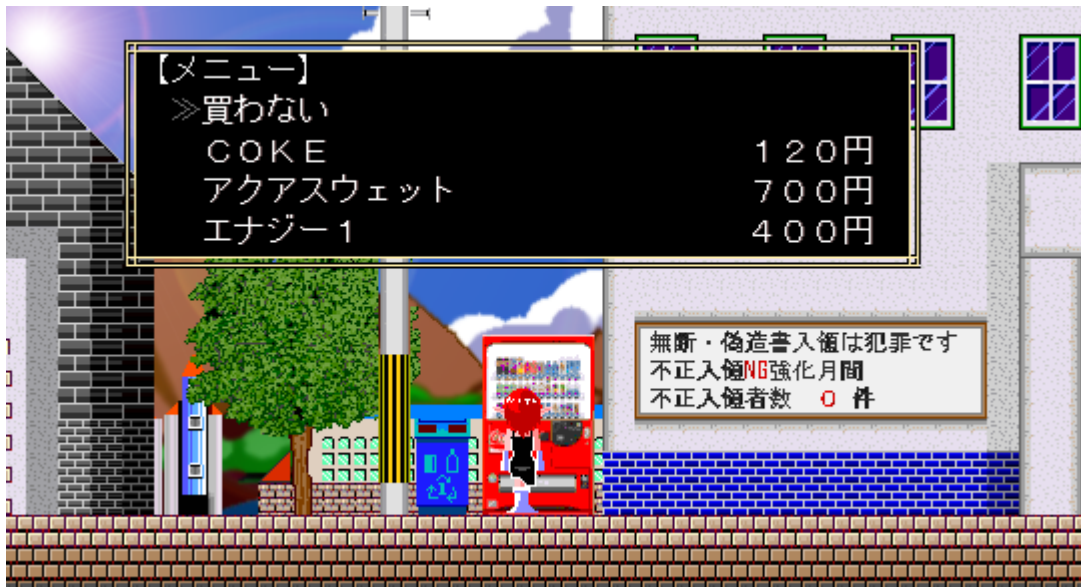 【メニュー】
≫買わない
COKE 120円
アクアスウェット 700円
エナジー1 400円
無断・偽造書入領は犯罪です
不正入領NG強化月間
不正入領者数 0 件